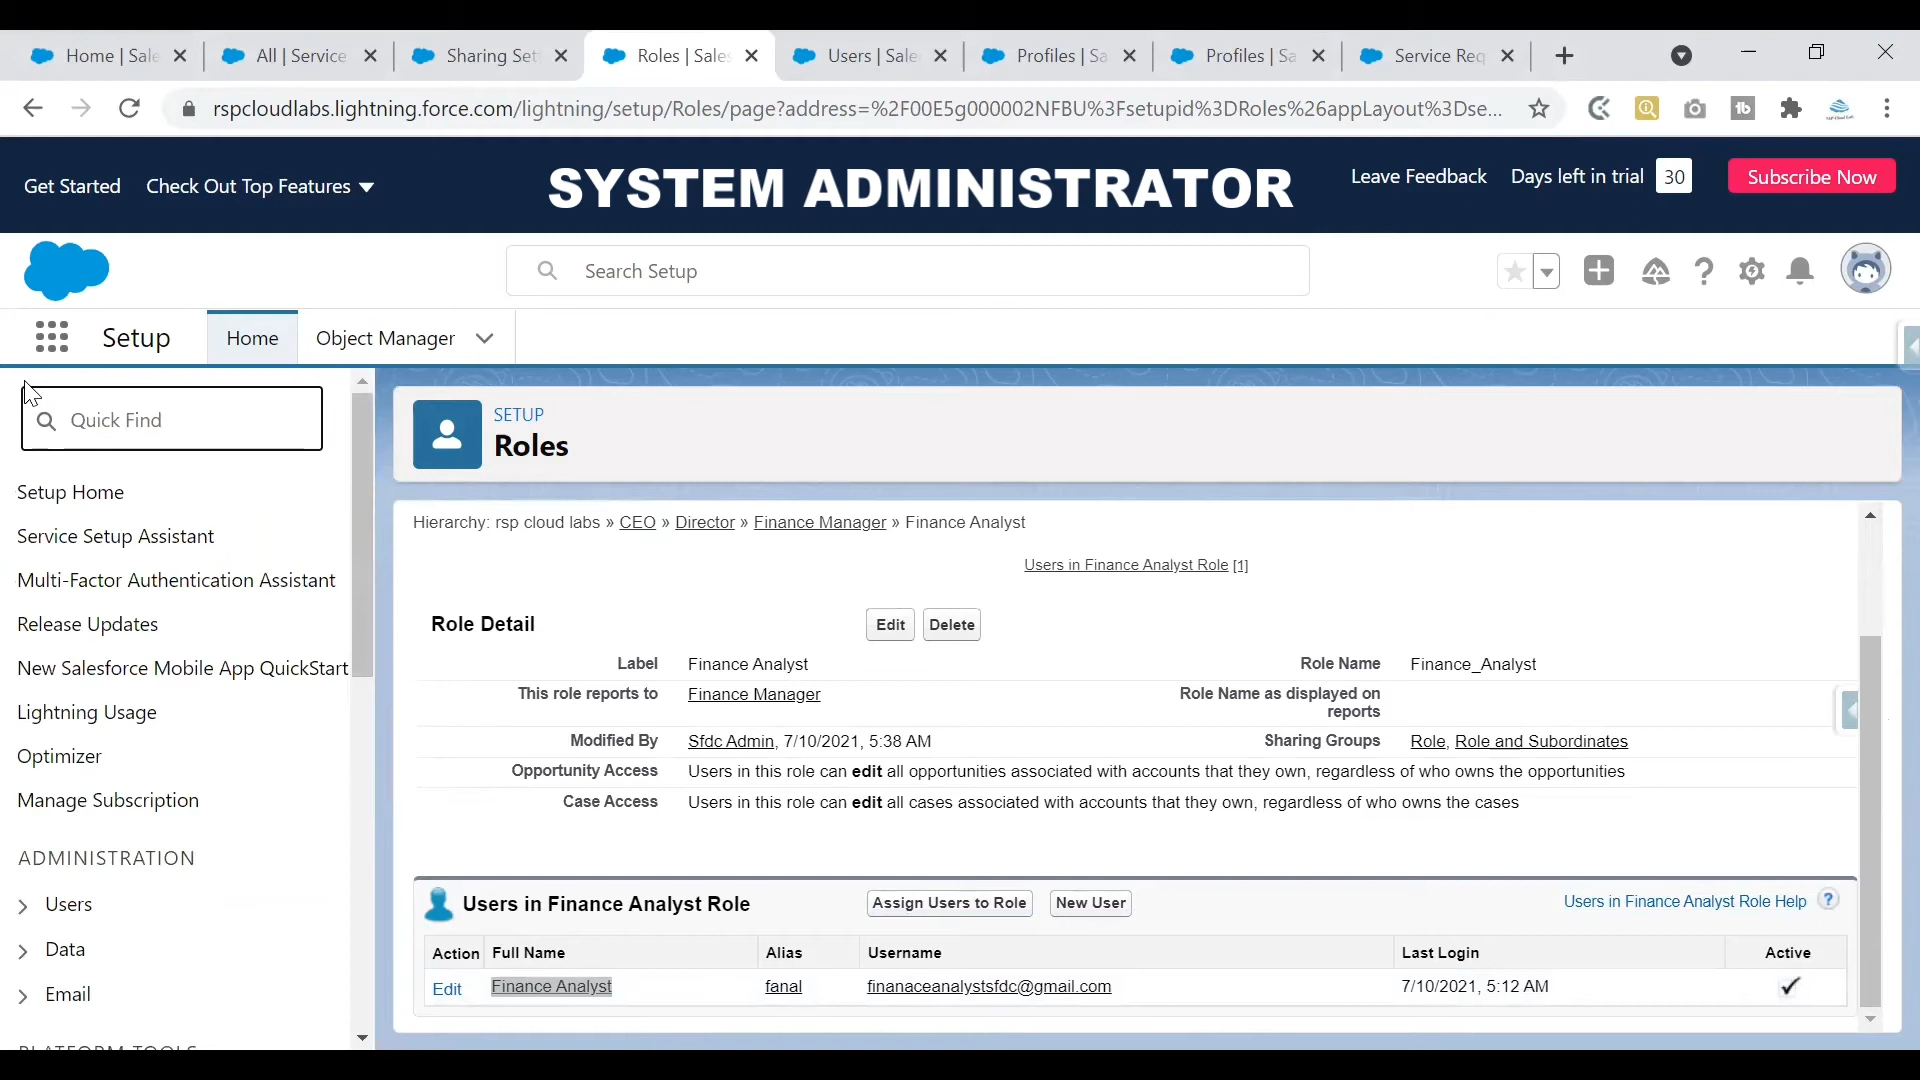 Home | Sale
All | Service
Sharing Set
Roles | Sales
Users | Sale
Profiles | Sa
Profiles | Sa
Service Req
rspcloudlabs.lightning.force.com/lightning/setup/Roles/page?address=%2F00E5g000002NFBU%3Fsetupid%3DRoles%26appLayout%3Dse...
Get Started
Check Out Top Features
SYSTEM ADMINISTRATOR
Leave Feedback
Days left in trial 30
Subscribe Now
Search Setup
Setup
Home
Object Manager
Quick Find
Setup Home
Service Setup Assistant
Multi-Factor Authentication Assistant
Release Updates
New Salesforce Mobile App QuickStart
Lightning Usage
Optimizer
Manage Subscription
ADMINISTRATION
Users
Data
Email
PLATFORM TOOLS
SETUP
Roles
Hierarchy: rsp cloud labs » CEO » Director » Finance Manager » Finance Analyst
Users in Finance Analyst Role [1]
Role Detail
Edit
Delete
Label Finance Analyst
Role Name Finance_Analyst
This role reports to Finance Manager
Role Name as displayed on
reports
Modified By Sfdc Admin, 7/10/2021, 5:38 AM
Sharing Groups Role, Role and Subordinates
Opportunity Access Users in this role can edit all opportunities associated with accounts that they own, regardless of who owns the opportunities
Case Access Users in this role can edit all cases associated with accounts that they own, regardless of who owns the cases
Users in Finance Analyst Role
Assign Users to Role
New User
Users in Finance Analyst Role Help ?
Action Full Name Alias Username Last Login Active
Edit Finance Analyst fanal finanaceanalystsfdc@gmail.com 7/10/2021, 5:12 AM ✓